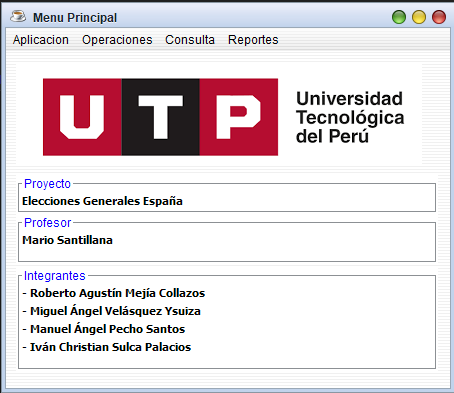 Menu Principal
Aplicacion Operaciones Consulta Reportes
UTP
Universidad
Tecnológica
del Perú
Proyecto
Elecciones Generales España
Profesor
Mario Santillana
Integrantes
- Roberto Agustín Mejía Collazos
- Miguel Ángel Velásquez Ysuiza
- Manuel Ángel Pecho Santos
- Iván Christian Sulca Palacios